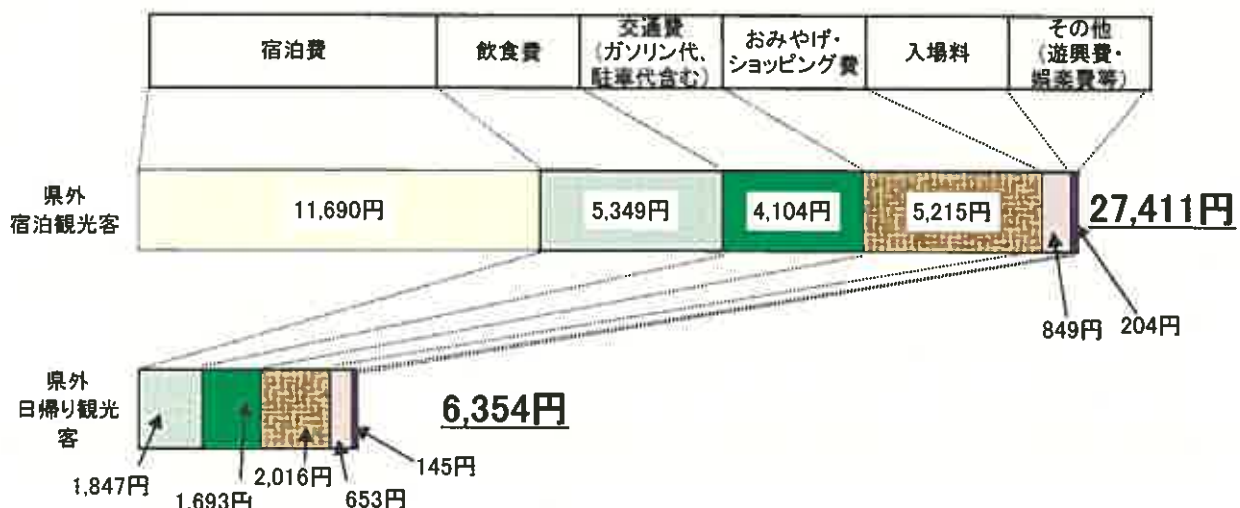 宿泊費
飲食費
交通費
(ガソリン代、
駐車代含む)
おみやげ・
ショッピング費
入場料
その他
(遊興費・
娯楽費等)
県外
宿泊観光客
11,690円
5,349円
4,104円
5,215円
27,411円
849円
204円
県外
日帰り観光
客
6,354円
1,847円
1,693円
2,016円
653円
145円